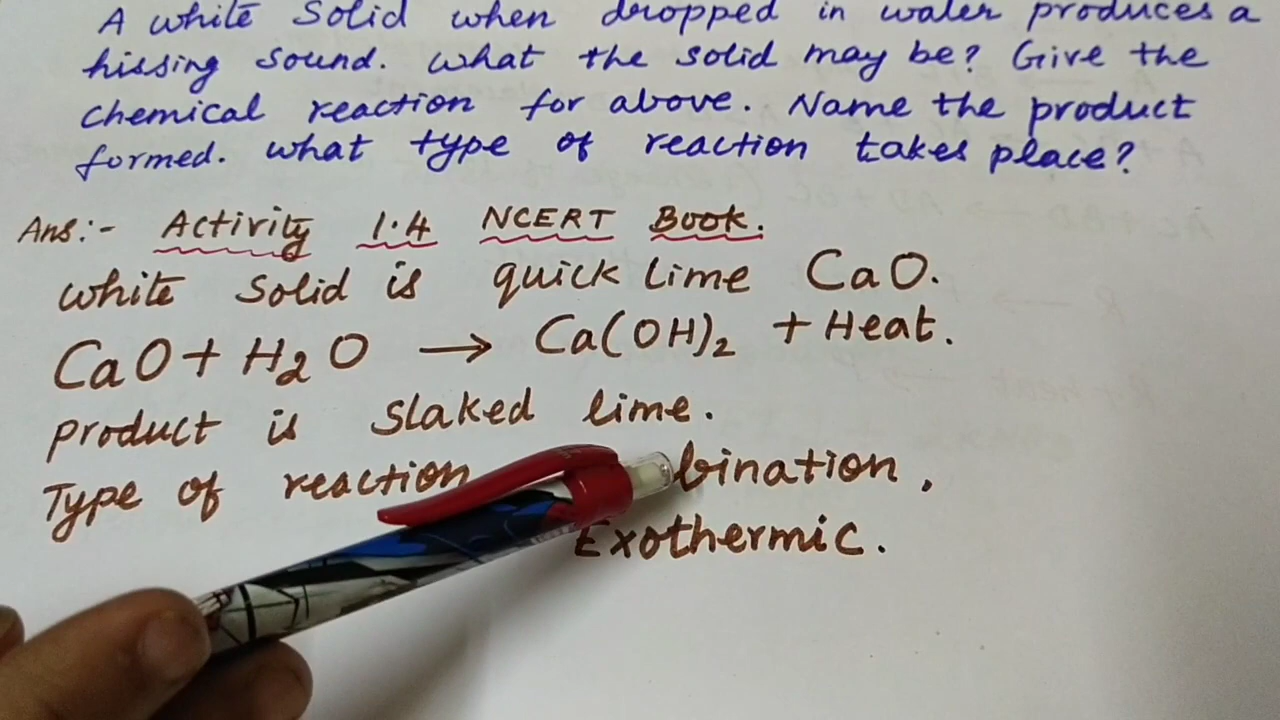 A white Solid when dropped in water produces a
hissing Sound. What the solid may be? Give the
chemical reaction for above. Name the product
formed. what type of reaction takes place?
Ans:- Activity 1.4 NCERT Book.
white Solid is quick lime CaO.
CaO + H2O → Ca(OH)2 + Heat.
product is Slaked lime.
Type of reaction bination,
Exothermic.